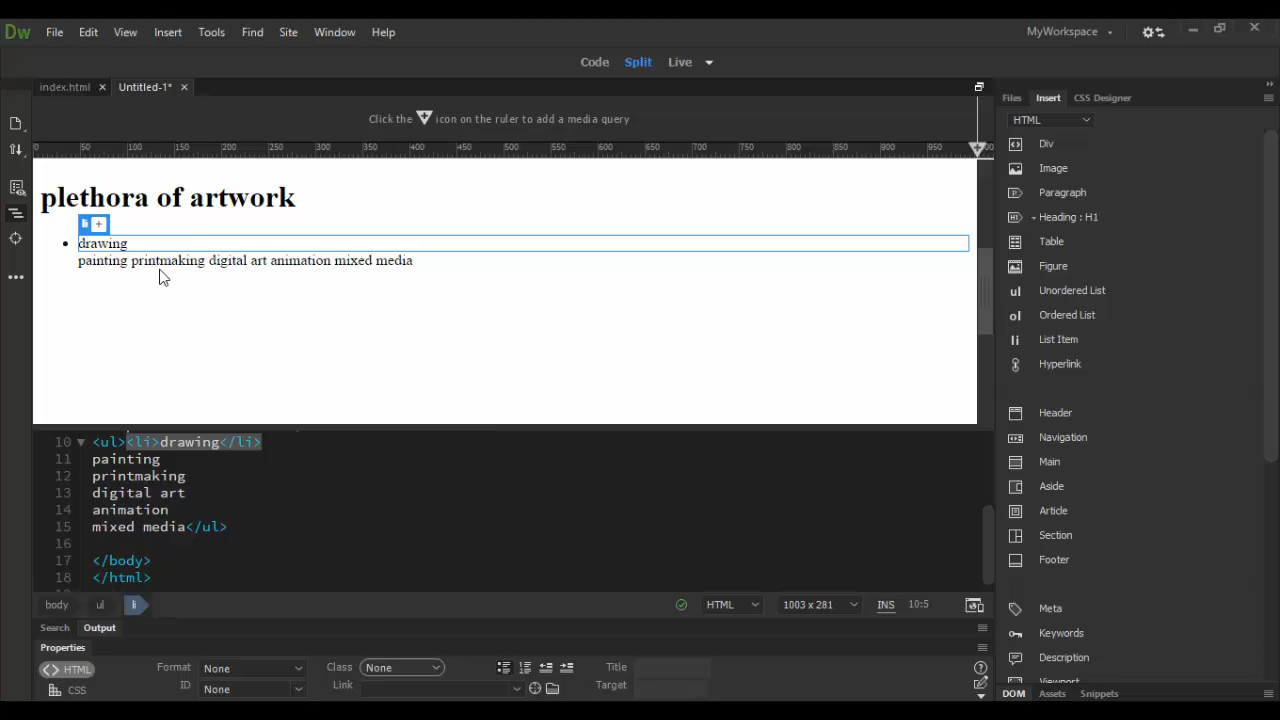 Dw File Edit View Insert Tools Find Site Window Help MyWorkspace
Code Split Live
index.html Untitled-1*
Files Insert CSS Designer
Click the icon on the ruler to add a media query
HTML
0 50 100 150 200 250 300 350 400 450 500 550 600 650 700 750 800 850 900 950
Div
Image
Paragraph
H1 Heading : H1
Table
Figure
ul Unordered List
ol Ordered List
li List Item
Hyperlink
Header
Navigation
Main
Aside
Article
Section
Footer
Meta
Keywords
Description
Viewport
plethora of artwork
+
• drawing
painting printmaking digital art animation mixed media
10 <ul><li>drawing</li>
11 painting
12 printmaking
13 digital art
14 animation
15 mixed media</ul>
16
17 </body>
18 </html>
body ul li HTML 1003 x 281 INS 10:5
Search Output
Properties
HTML Format None Class None Title
CSS ID None Link Target
DOM Assets Snippets